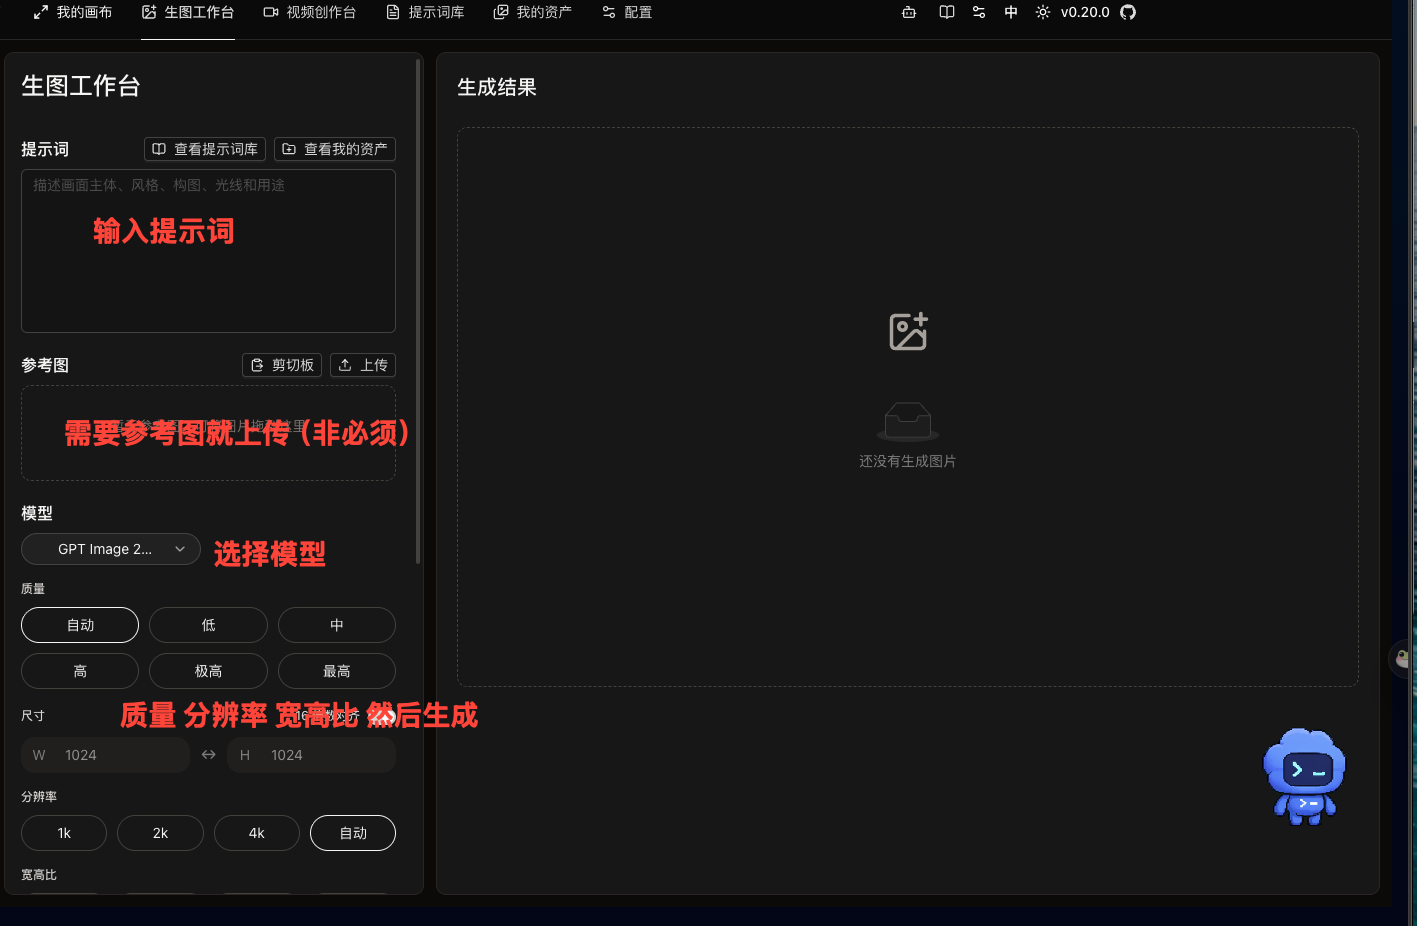 我的画布 生图工作台 视频创作台 提示词库 我的资产 配置 中 v0.20.0
生图工作台
提示词 查看提示词库 查看我的资产
描述画面主体、风格、构图、光线和用途
输入提示词
参考图 剪切板 上传
需要参考图就上传 (非必须)
模型
GPT Image 2...
选择模型
质量
自动 低 中
高 极高 最高
尺寸
质量 分辨率 宽高比 然后生成
W 1024 H 1024
分辨率
1k 2k 4k 自动
宽高比
生成结果
还没有生成图片